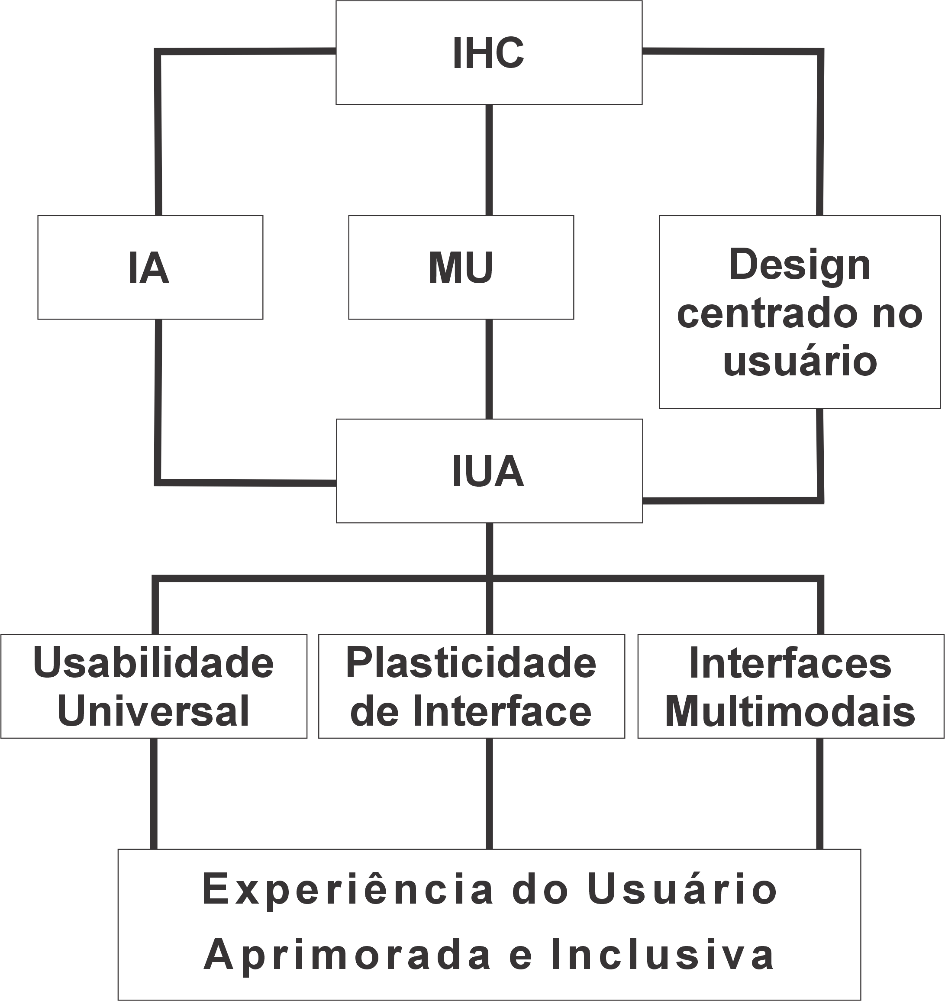 IHC
IA
MU
Design
centrado no
usuário
IUA
Usabilidade
Universal
Plasticidade
de Interface
Interfaces
Multimodais
Experiência do Usuário
Aprimorada e Inclusiva